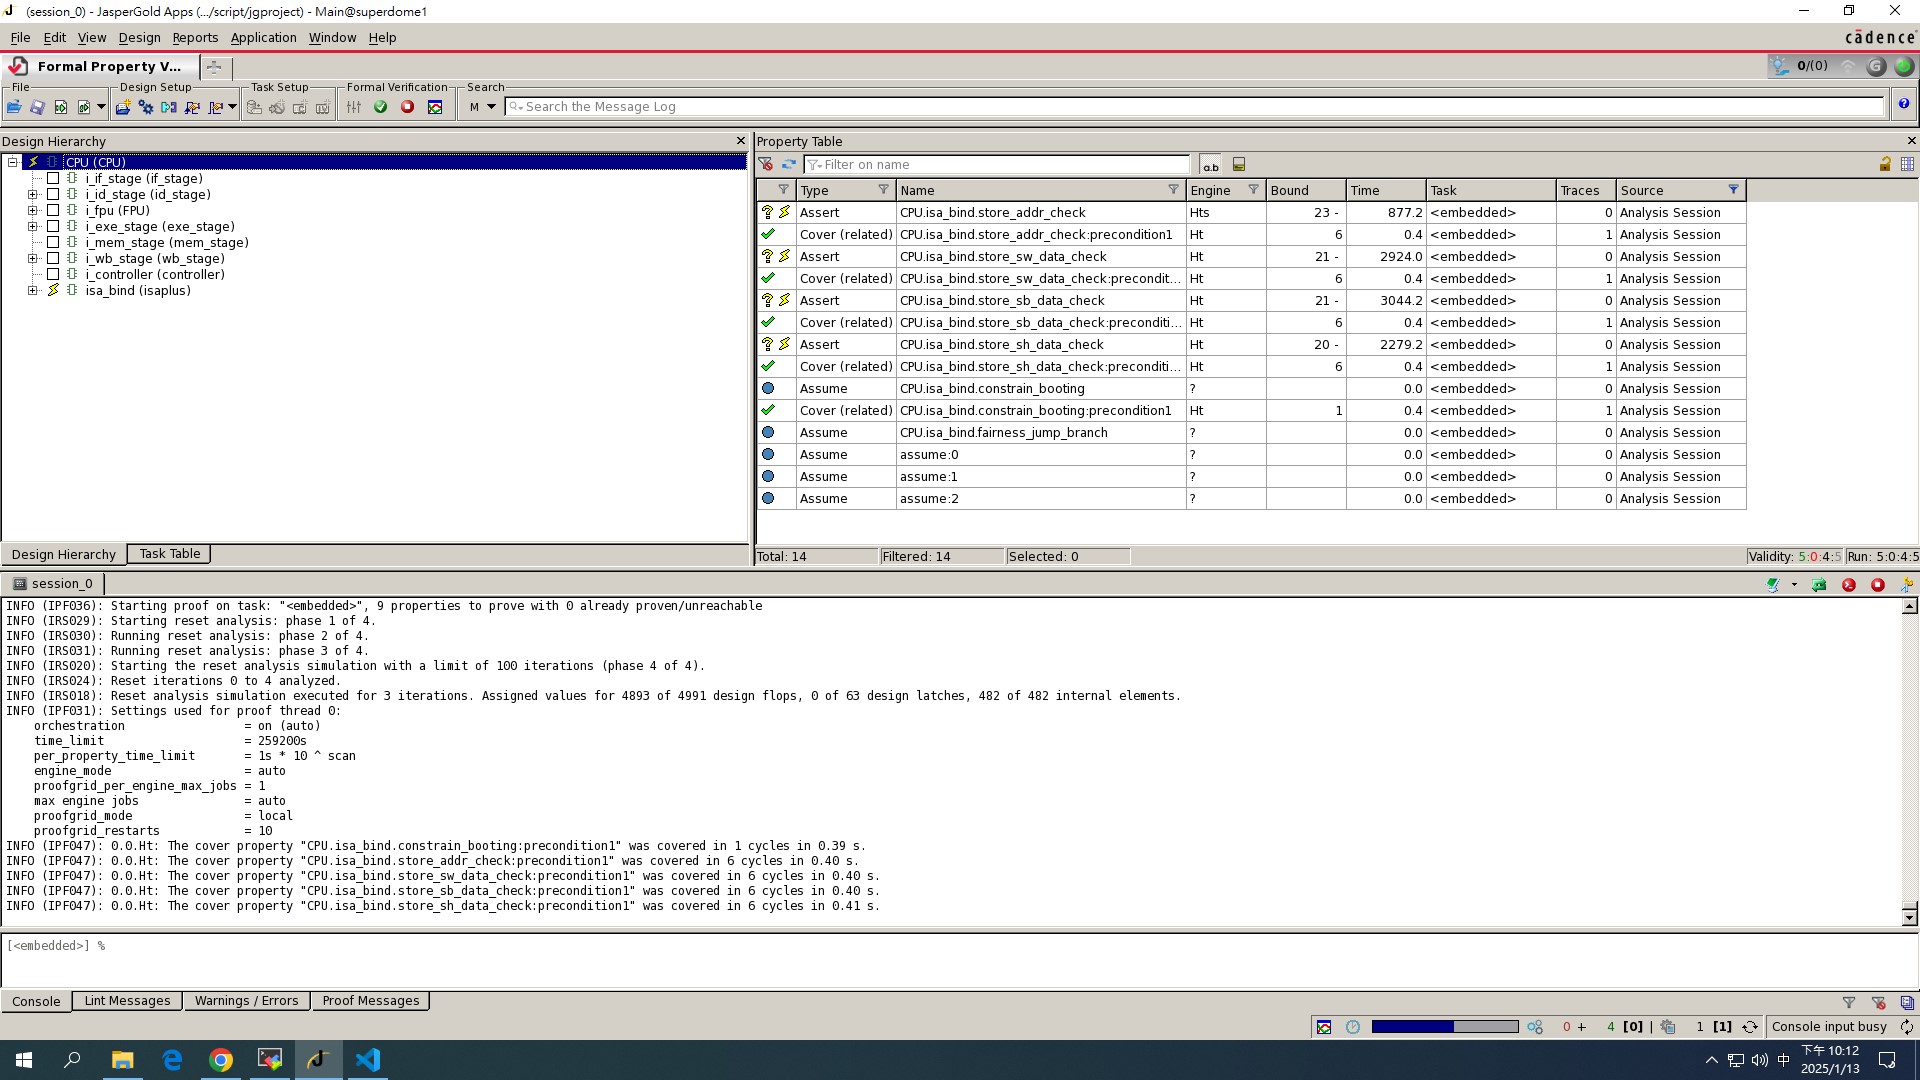 (session_0) - JasperGold Apps (.../script/jgproject) - Main@superdome1
File Edit View Design Reports Application Window Help
cādence
Formal Property V...
0/(0)
G
File
Design Setup
Task Setup
Formal Verification
Search
M
Search the Message Log
Design Hierarchy
CPU (CPU)
i_if_stage (if_stage)
i_id_stage (id_stage)
i_fpu (FPU)
i_exe_stage (exe_stage)
i_mem_stage (mem_stage)
i_wb_stage (wb_stage)
i_controller (controller)
isa_bind (isaplus)
Design Hierarchy Task Table
Property Table
Filter on name
a.b
Type Name Engine Bound Time Task Traces Source
Assert CPU.isa_bind.store_addr_check Hts 23 - 877.2 <embedded> 0 Analysis Session
Cover (related) CPU.isa_bind.store_addr_check:precondition1 Ht 6 0.4 <embedded> 1 Analysis Session
Assert CPU.isa_bind.store_sw_data_check Ht 21 - 2924.0 <embedded> 0 Analysis Session
Cover (related) CPU.isa_bind.store_sw_data_check:precondit... Ht 6 0.4 <embedded> 1 Analysis Session
Assert CPU.isa_bind.store_sb_data_check Ht 21 - 3044.2 <embedded> 0 Analysis Session
Cover (related) CPU.isa_bind.store_sb_data_check:preconditi... Ht 6 0.4 <embedded> 1 Analysis Session
Assert CPU.isa_bind.store_sh_data_check Ht 20 - 2279.2 <embedded> 0 Analysis Session
Cover (related) CPU.isa_bind.store_sh_data_check:preconditi... Ht 6 0.4 <embedded> 1 Analysis Session
Assume CPU.isa_bind.constrain_booting ? 0.0 <embedded> 0 Analysis Session
Cover (related) CPU.isa_bind.constrain_booting:precondition1 Ht 1 0.4 <embedded> 1 Analysis Session
Assume CPU.isa_bind.fairness_jump_branch ? 0.0 <embedded> 0 Analysis Session
Assume assume:0 ? 0.0 <embedded> 0 Analysis Session
Assume assume:1 ? 0.0 <embedded> 0 Analysis Session
Assume assume:2 ? 0.0 <embedded> 0 Analysis Session
Total: 14 Filtered: 14 Selected: 0 Validity: 5:0:4:5 Run: 5:0:4:5
session_0
INFO (IPF036): Starting proof on task: "<embedded>", 9 properties to prove with 0 already proven/unreachable
INFO (IRS029): Starting reset analysis: phase 1 of 4.
INFO (IRS030): Running reset analysis: phase 2 of 4.
INFO (IRS031): Running reset analysis: phase 3 of 4.
INFO (IRS020): Starting the reset analysis simulation with a limit of 100 iterations (phase 4 of 4).
INFO (IRS024): Reset iterations 0 to 4 analyzed.
INFO (IRS018): Reset analysis simulation executed for 3 iterations. Assigned values for 4893 of 4991 design flops, 0 of 63 design latches, 482 of 482 internal elements.
INFO (IPF031): Settings used for proof thread 0:
orchestration = on (auto)
time_limit = 259200s
per_property_time_limit = 1s * 10 ^ scan
engine_mode = auto
proofgrid_per_engine_max_jobs = 1
max engine jobs = auto
proofgrid_mode = local
proofgrid_restarts = 10
INFO (IPF047): 0.0.Ht: The cover property "CPU.isa_bind.constrain_booting:precondition1" was covered in 1 cycles in 0.39 s.
INFO (IPF047): 0.0.Ht: The cover property "CPU.isa_bind.store_addr_check:precondition1" was covered in 6 cycles in 0.40 s.
INFO (IPF047): 0.0.Ht: The cover property "CPU.isa_bind.store_sw_data_check:precondition1" was covered in 6 cycles in 0.40 s.
INFO (IPF047): 0.0.Ht: The cover property "CPU.isa_bind.store_sb_data_check:precondition1" was covered in 6 cycles in 0.40 s.
INFO (IPF047): 0.0.Ht: The cover property "CPU.isa_bind.store_sh_data_check:precondition1" was covered in 6 cycles in 0.41 s.
[<embedded>] %
Console Lint Messages Warnings / Errors Proof Messages
0 + 4 [0] | 1 [1] Console input busy
中
下午 10:12
2025/1/13